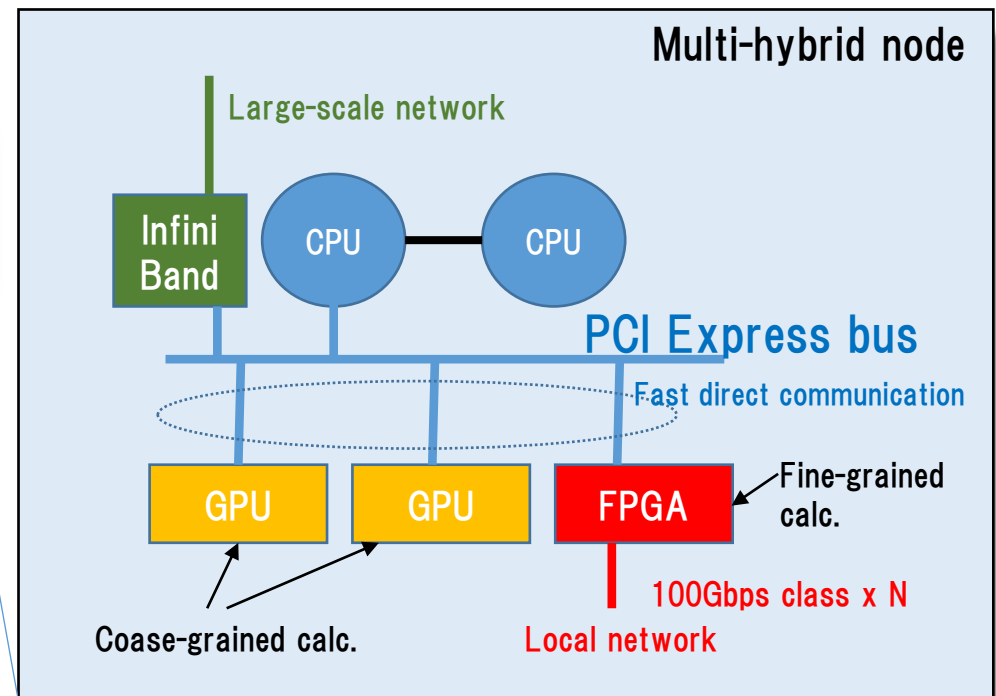 Multi-hybrid node
Large-scale network
Infini
Band
CPU
CPU
PCI Express bus
Fast direct communication
GPU
GPU
FPGA
Fine-grained
calc.
100Gbps class x N
Coase-grained calc.
Local network